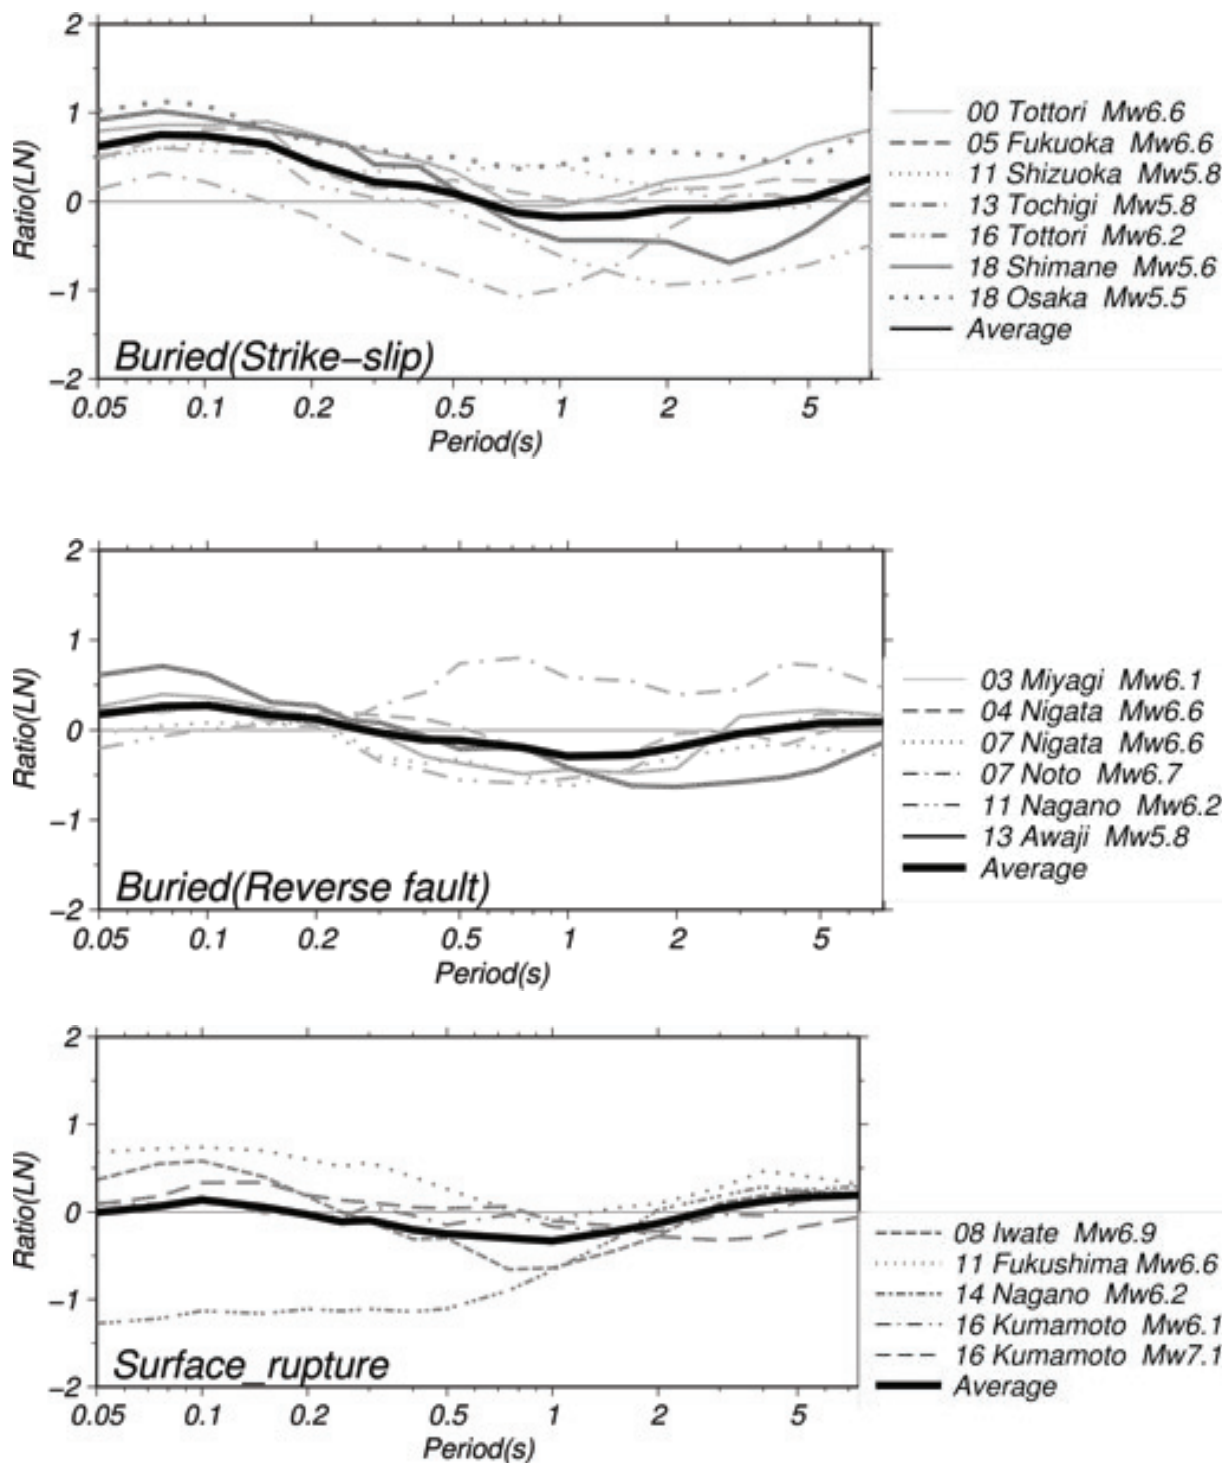 2
1
0
−1
−2
Ratio(LN)
Buried(Strike−slip)
0.05 0.1 0.2 0.5 1 2 5
Period(s)
00 Tottori Mw6.6
05 Fukuoka Mw6.6
11 Shizuoka Mw5.8
13 Tochigi Mw5.8
16 Tottori Mw6.2
18 Shimane Mw5.6
18 Osaka Mw5.5
Average
2
1
0
−1
−2
Ratio(LN)
Buried(Reverse fault)
0.05 0.1 0.2 0.5 1 2 5
Period(s)
03 Miyagi Mw6.1
04 Nigata Mw6.6
07 Nigata Mw6.6
07 Noto Mw6.7
11 Nagano Mw6.2
13 Awaji Mw5.8
Average
2
1
0
−1
−2
Ratio(LN)
Surface_rupture
0.05 0.1 0.2 0.5 1 2 5
Period(s)
08 Iwate Mw6.9
11 Fukushima Mw6.6
14 Nagano Mw6.2
16 Kumamoto Mw6.1
16 Kumamoto Mw7.1
Average